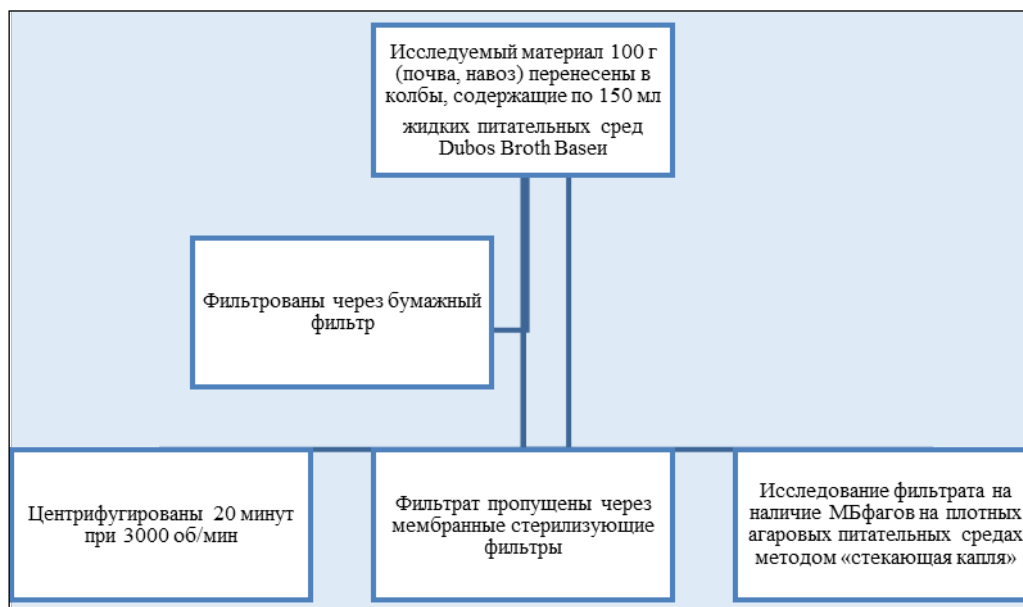 Исследуемый материал 100 г
(почва, навоз) перенесены в
колбы, содержащие по 150 мл
жидких питательных сред
Dubos Broth Baseи
Фильтрованы через бумажный
фильтр
Центрифугированы 20 минут
при 3000 об/мин
Фильтрат пропущены через
мембранные стерилизующие
фильтры
Исследование фильтрата на
наличие МБфагов на плотных
агаровых питательных средах
методом «стекающая капля»